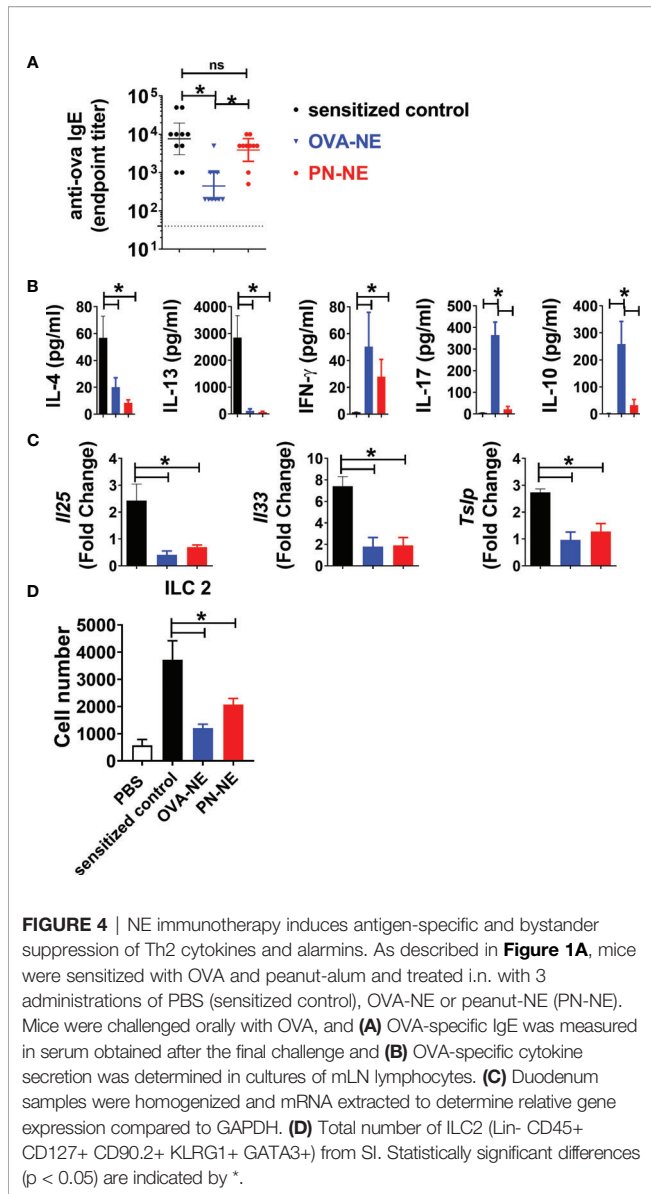 A
ns
*
*
10^5
10^4
10^3
10^2
10^1
anti-ova IgE
(endpoint titer)
sensitized control
OVA-NE
PN-NE
B
*
80
60
40
20
0
IL-4 (pg/ml)
*
4000
3000
2000
1000
0
IL-13 (pg/ml)
*
80
60
40
20
0
IFN-γ (pg/ml)
*
500
400
300
200
100
0
IL-17 (pg/ml)
*
400
300
200
100
0
IL-10 (pg/ml)
C
*
4
3
2
1
0
Il25
(Fold Change)
*
10
8
6
4
2
0
Il33
(Fold Change)
*
4
3
2
1
0
Tslp
(Fold Change)
D
ILC 2
*
5000
4000
3000
2000
1000
0
Cell number
PBS
sensitized control
OVA-NE
PN-NE
FIGURE 4 | NE immunotherapy induces antigen-specific and bystander
suppression of Th2 cytokines and alarmins. As described in Figure 1A, mice
were sensitized with OVA and peanut-alum and treated i.n. with 3
administrations of PBS (sensitized control), OVA-NE or peanut-NE (PN-NE).
Mice were challenged orally with OVA, and (A) OVA-specific IgE was measured
in serum obtained after the final challenge and (B) OVA-specific cytokine
secretion was determined in cultures of mLN lymphocytes. (C) Duodenum
samples were homogenized and mRNA extracted to determine relative gene
expression compared to GAPDH. (D) Total number of ILC2 (Lin- CD45+
CD127+ CD90.2+ KLRG1+ GATA3+) from SI. Statistically significant differences
(p < 0.05) are indicated by *.